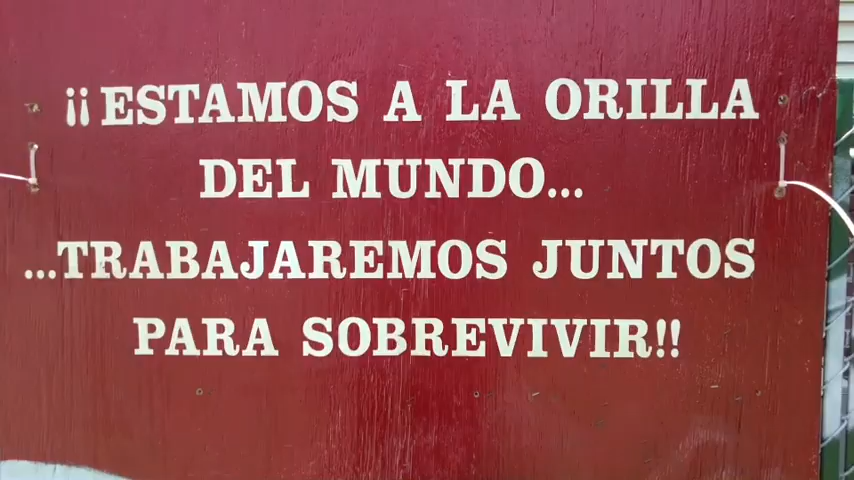 ¡¡ESTAMOS A LA ORILLA
DEL MUNDO...
...TRABAJAREMOS JUNTOS
PARA SOBREVIVIR!!